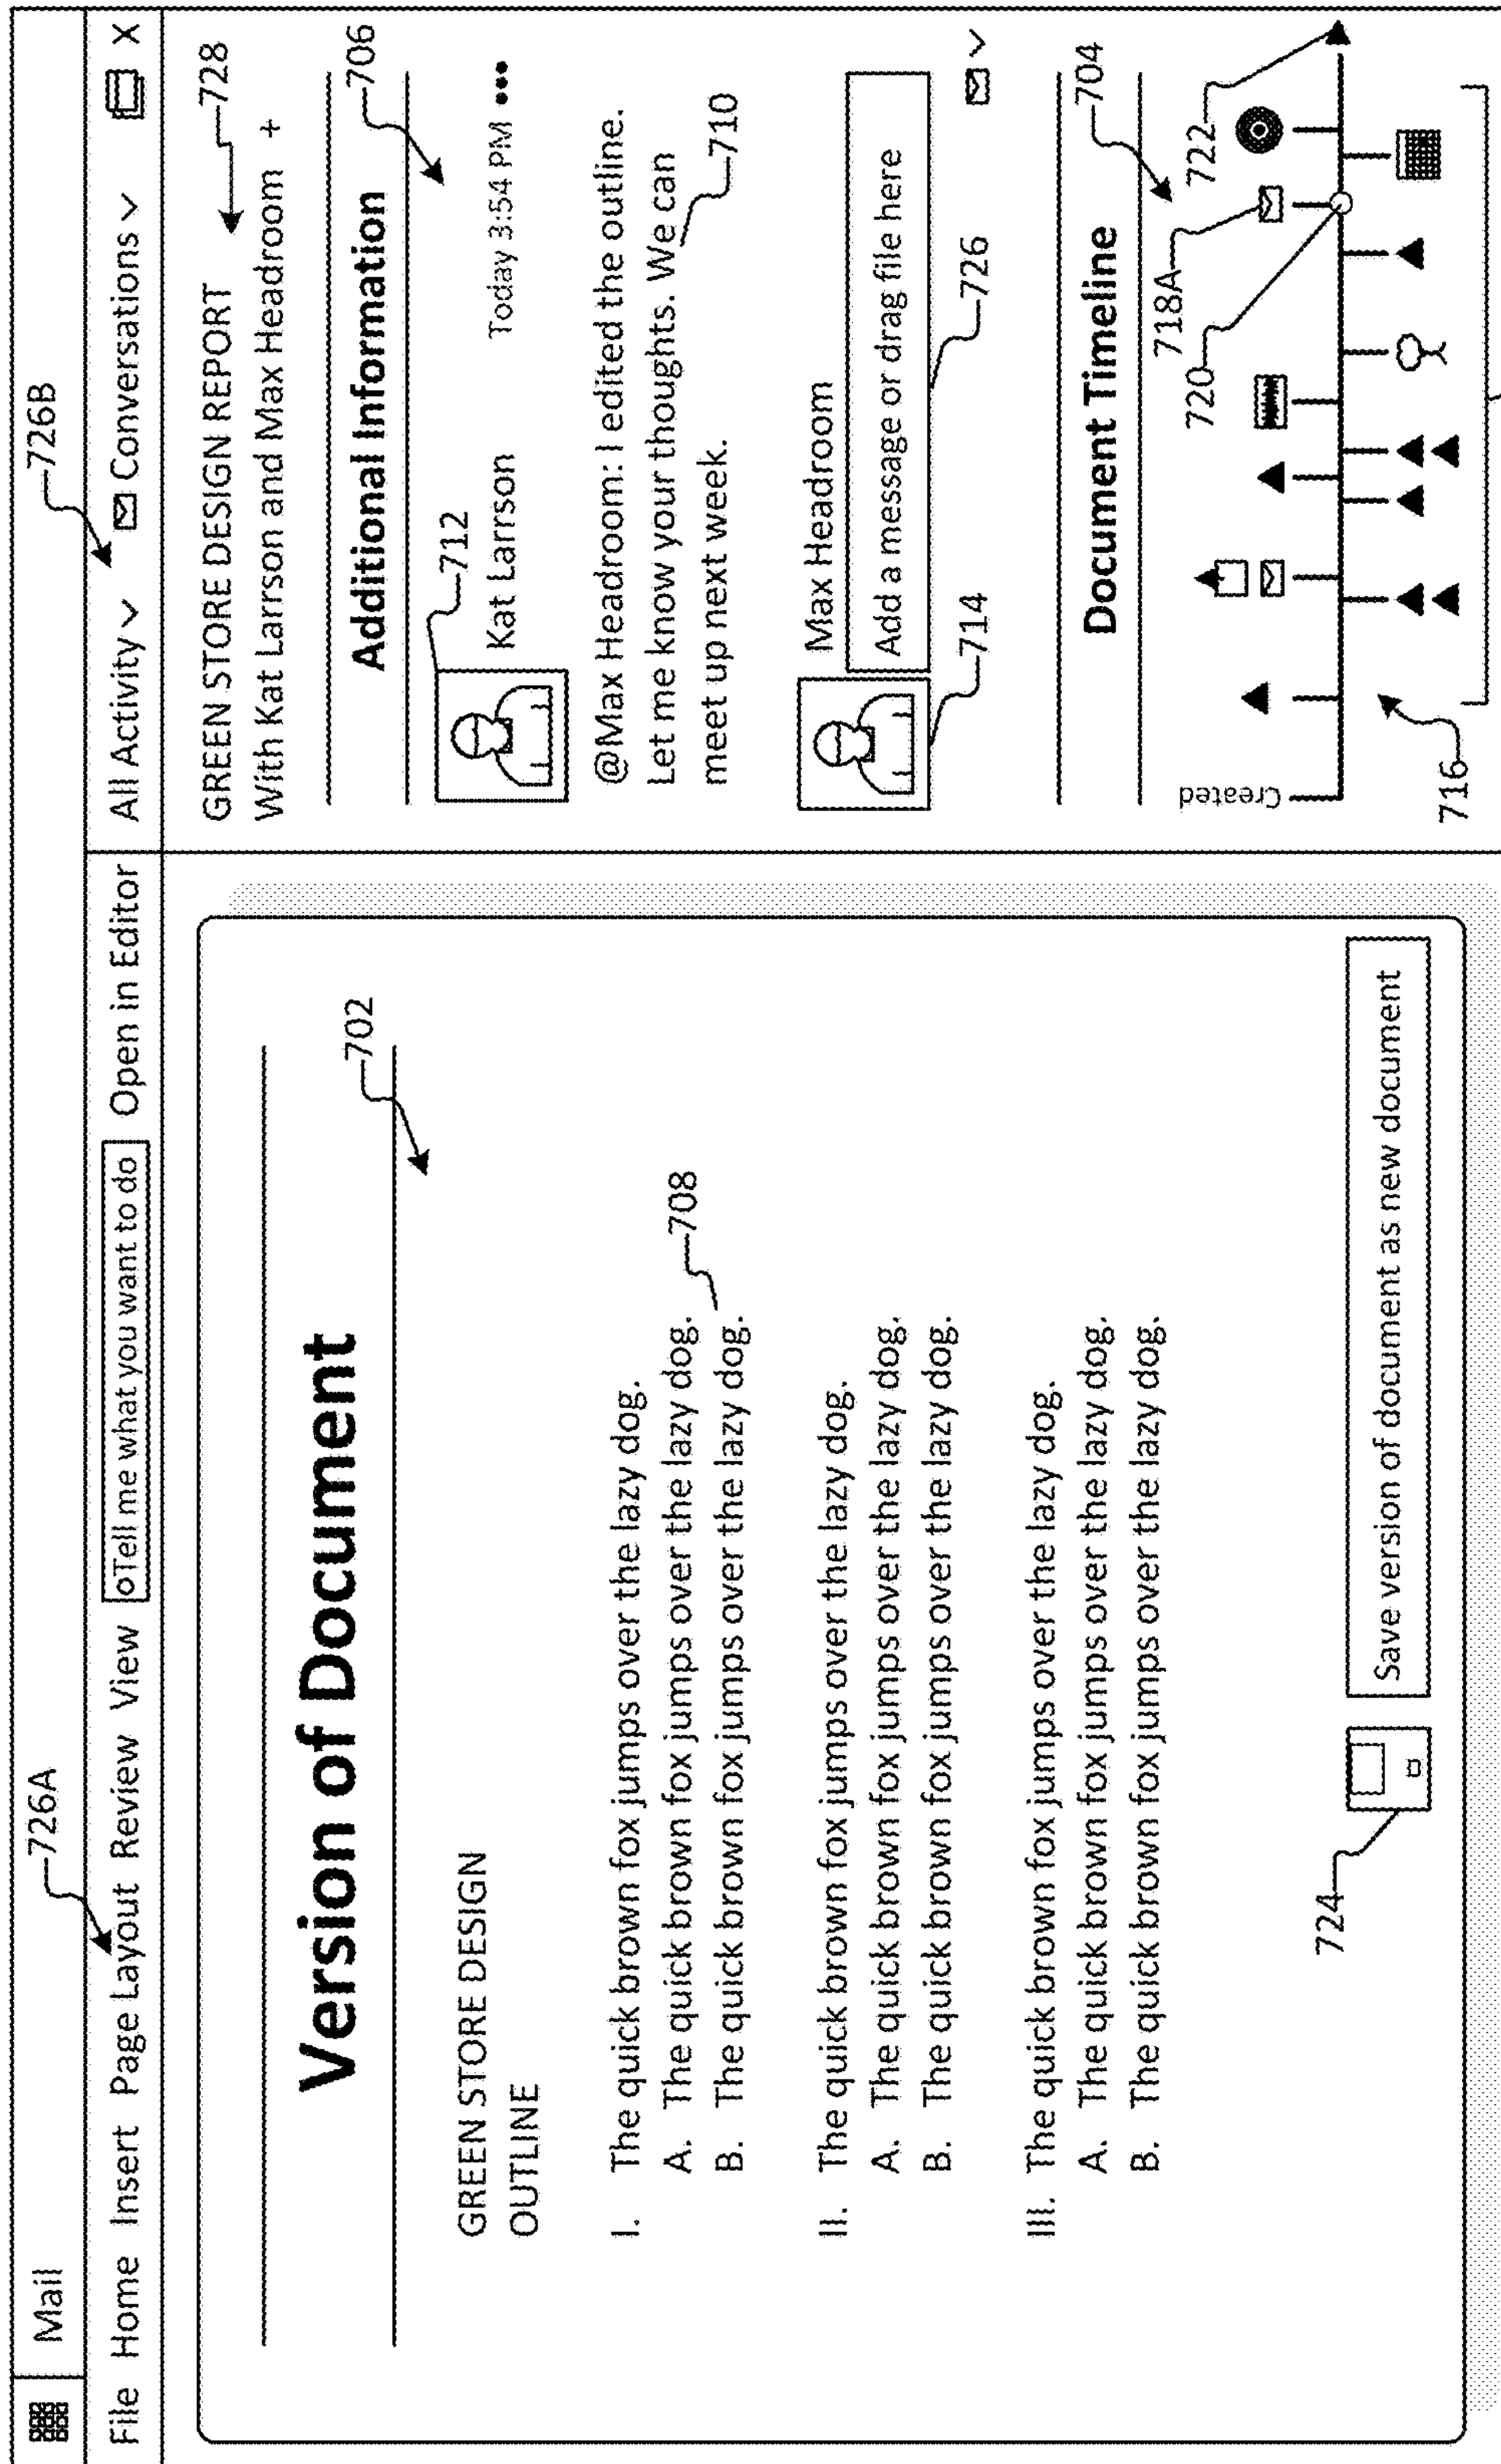 Mail
726A
726B
File Home Insert Page Layout Review View Tell me what you want to do Open in Editor
All Activity Conversations X
Version of Document
702
GREEN STORE DESIGN
OUTLINE
I. The quick brown fox jumps over the lazy dog.
A. The quick brown fox jumps over the lazy dog.
B. The quick brown fox jumps over the lazy dog.
708
II. The quick brown fox jumps over the lazy dog.
A. The quick brown fox jumps over the lazy dog.
B. The quick brown fox jumps over the lazy dog.
III. The quick brown fox jumps over the lazy dog.
A. The quick brown fox jumps over the lazy dog.
B. The quick brown fox jumps over the lazy dog.
724
Save version of document as new document
GREEN STORE DESIGN REPORT
728
With Kat Larrson and Max Headroom +
Additional Information
706
712
Kat Larrson Today 3:54 PM •••
@Max Headroom: I edited the outline.
Let me know your thoughts. We can
meet up next week.
710
Max Headroom
Add a message or drag file here
714
726
Document Timeline
704
Created
718A
720
722
716